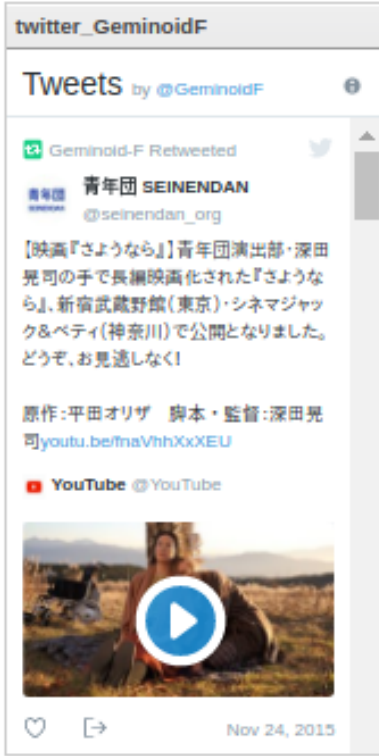 twitter_GeminoidF
Tweets by @GeminoidF
Geminoid-F Retweeted
青年団
SEINENDAN
青年団 SEINENDAN
@seinendan_org
【映画『さようなら』】青年団演出部・深田
晃司の手で長編映画化された『さような
ら』、新宿武蔵野館(東京)・シネマジャッ
ク&ベティ(神奈川)で公開となりました。
どうぞ、お見逃しなく!
原作:平田オリザ　脚本・監督:深田晃
司youtu.be/fnaVhhXxXEU
YouTube @YouTube
Nov 24, 2015